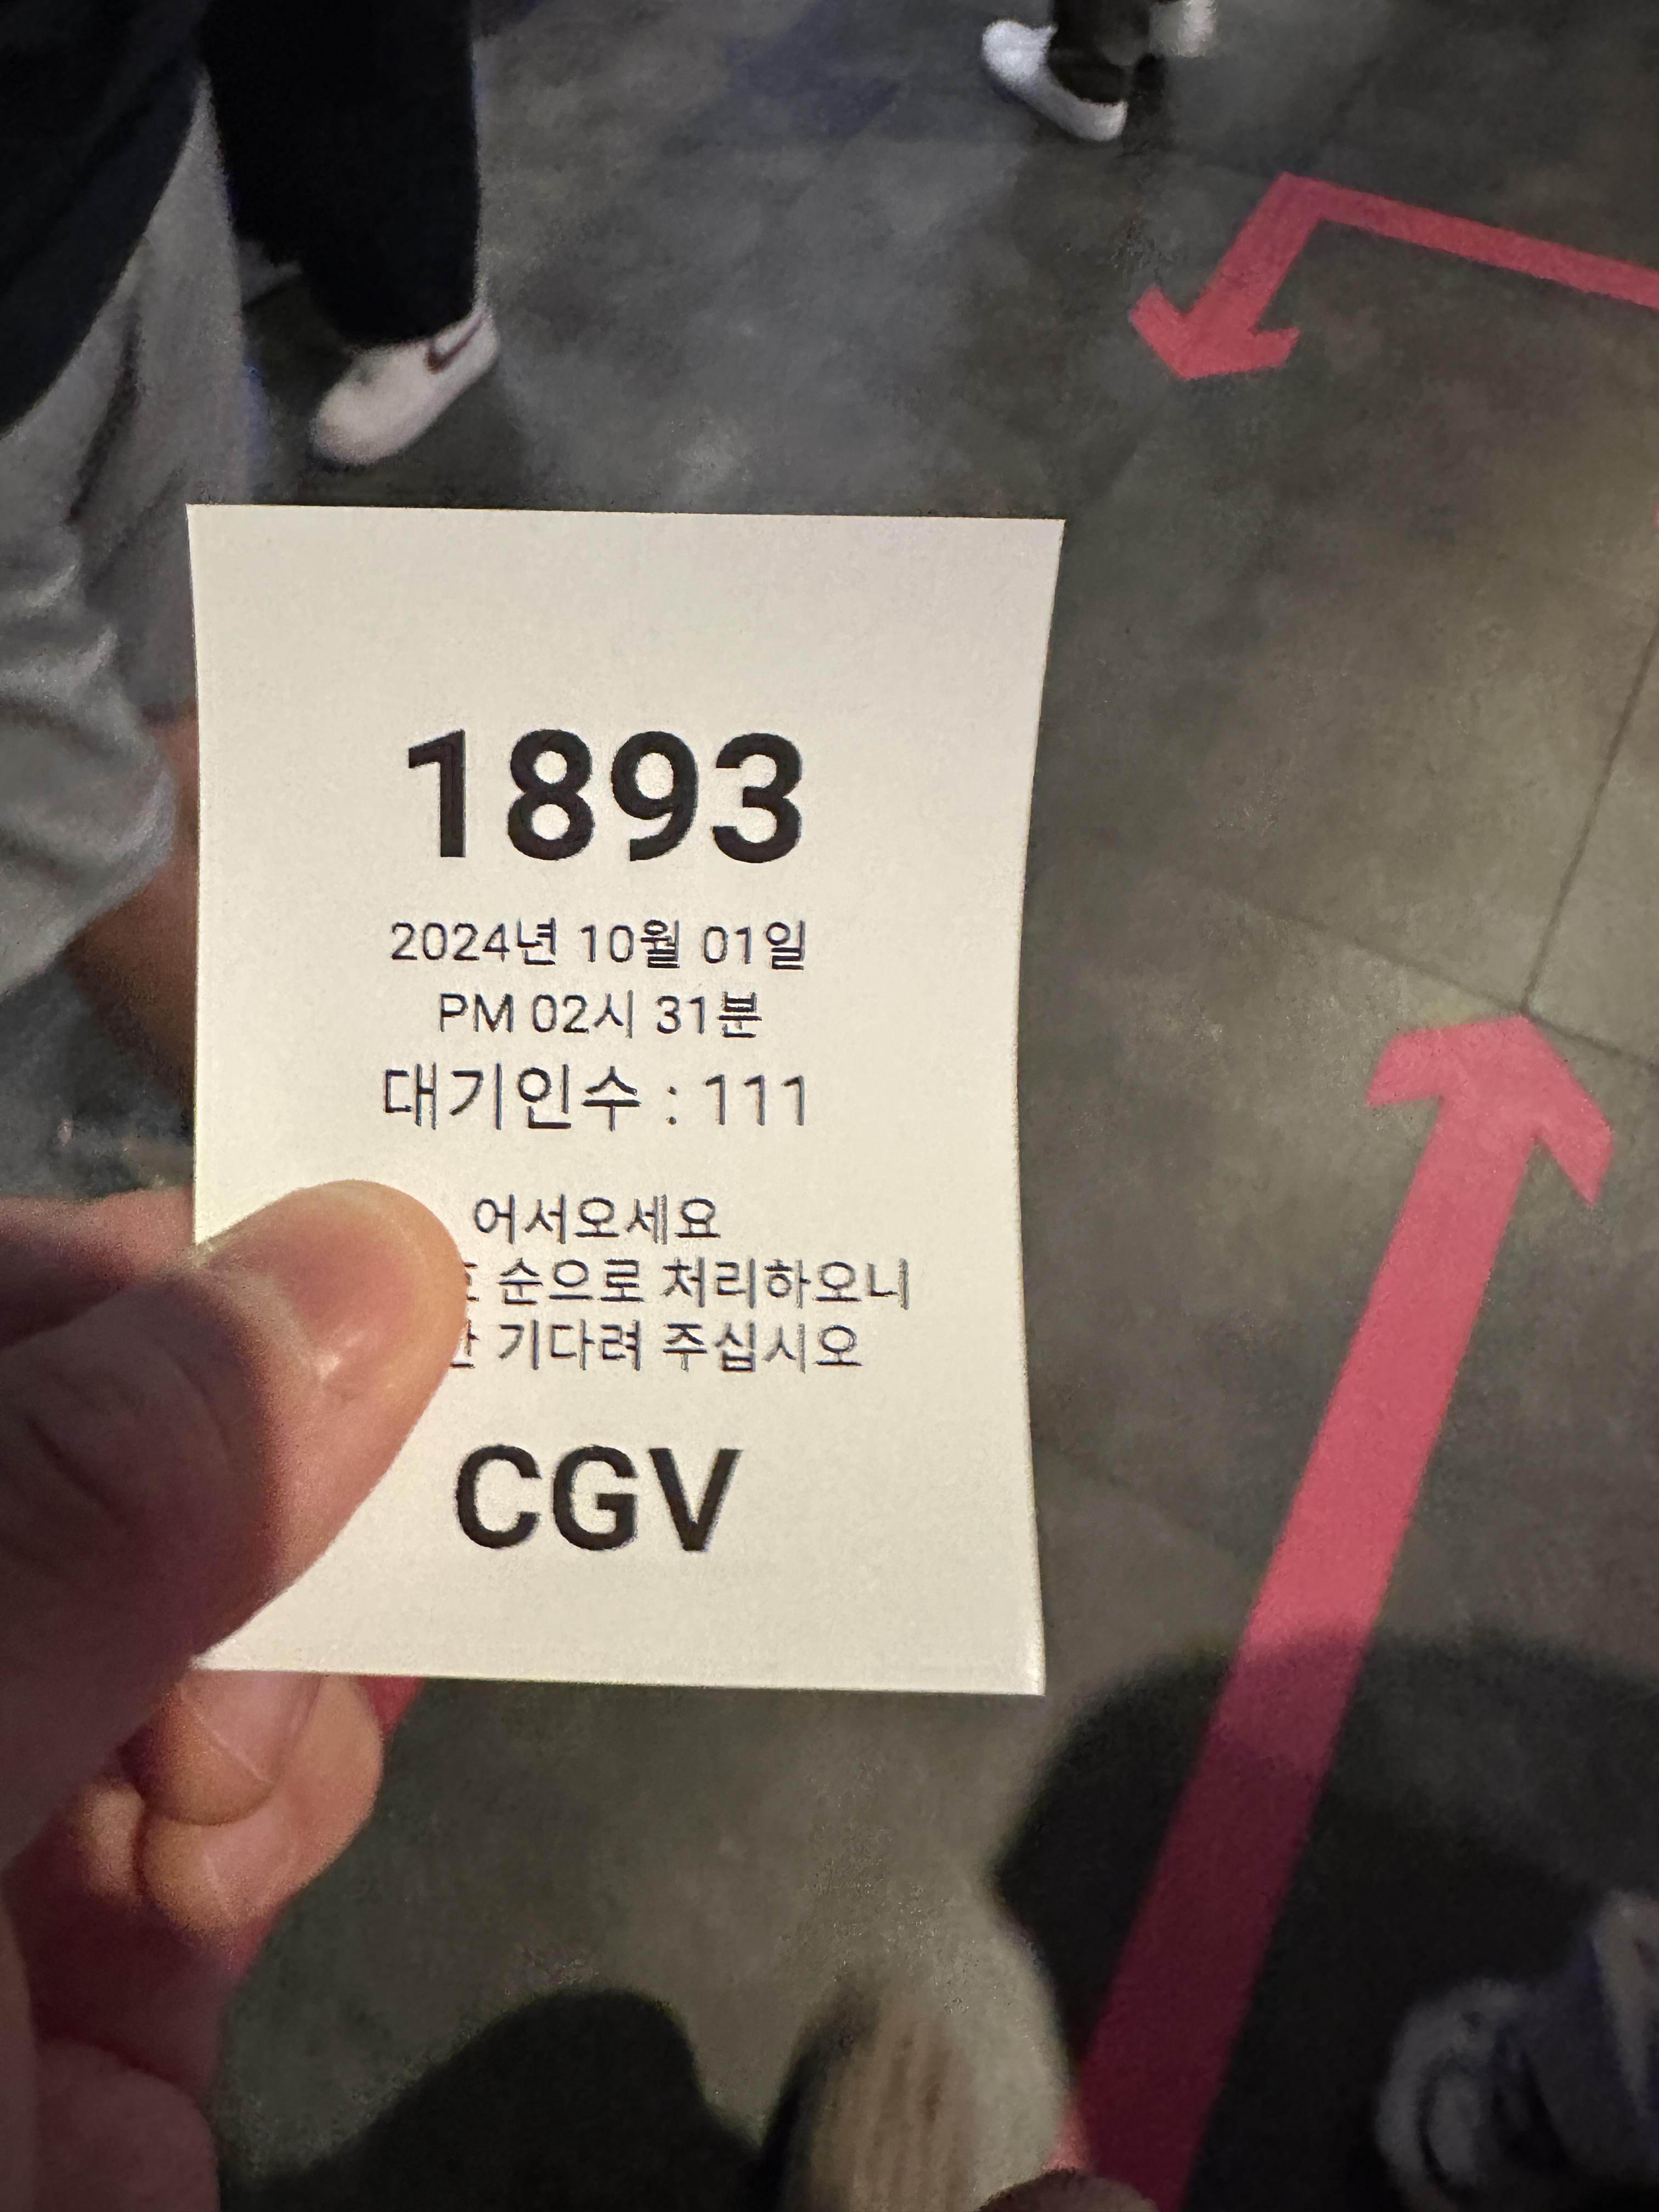 1893
2024년 10월 01일
PM 02시 31분
대기인수 : 111
어서오세요
순으로 처리하오니
기다려 주십시오
CGV